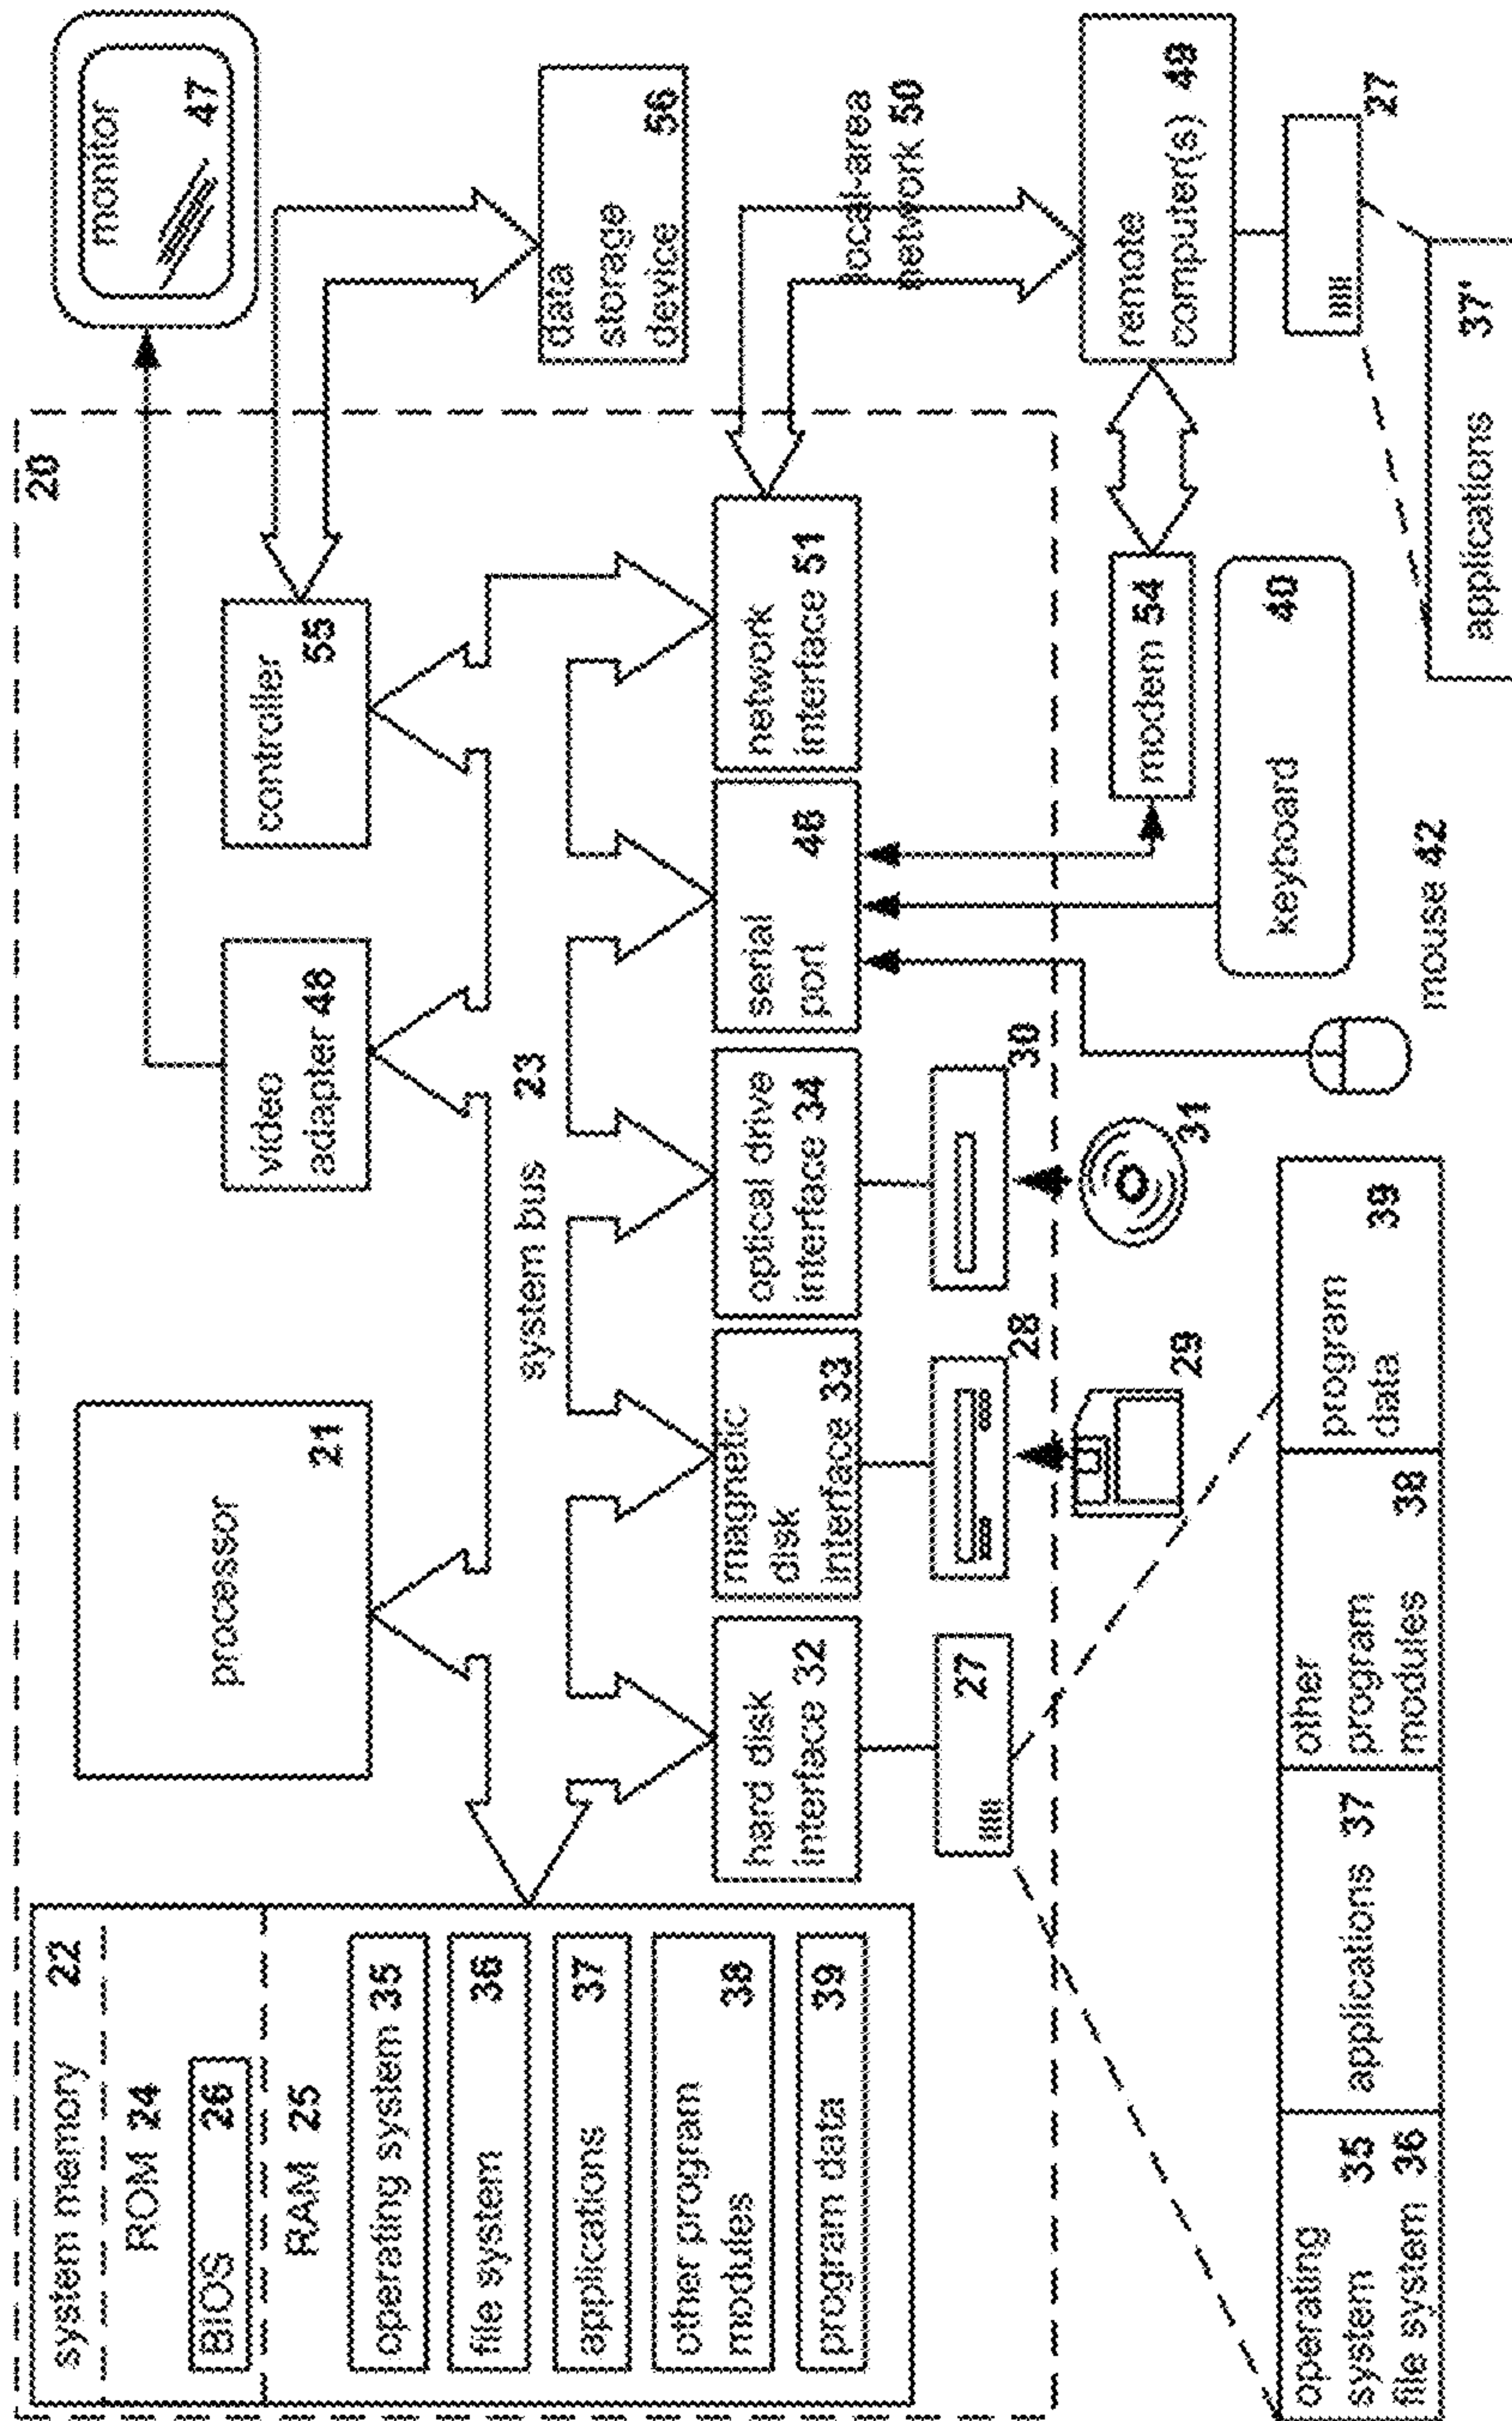 system memory 22
ROM 24
BIOS 26
RAM 25
operating system 35
file system 36
applications 37
other program
modules 38
program data 39
20
processor
21
video
adapter 48
controller
55
monitor
47
system bus 23
data
storage
device 56
hard disk
interface 32
magnetic
disk
interface 33
optical drive
interface 34
serial
port 46
network
interface 51
local-area
network 50
27
28
30
29
31
modem 54
remote
computer(s) 49
keyboard 40
mouse 42
27
operating
system 35
file system 36
applications 37
other
program
modules 38
program
data 39
applications 37'